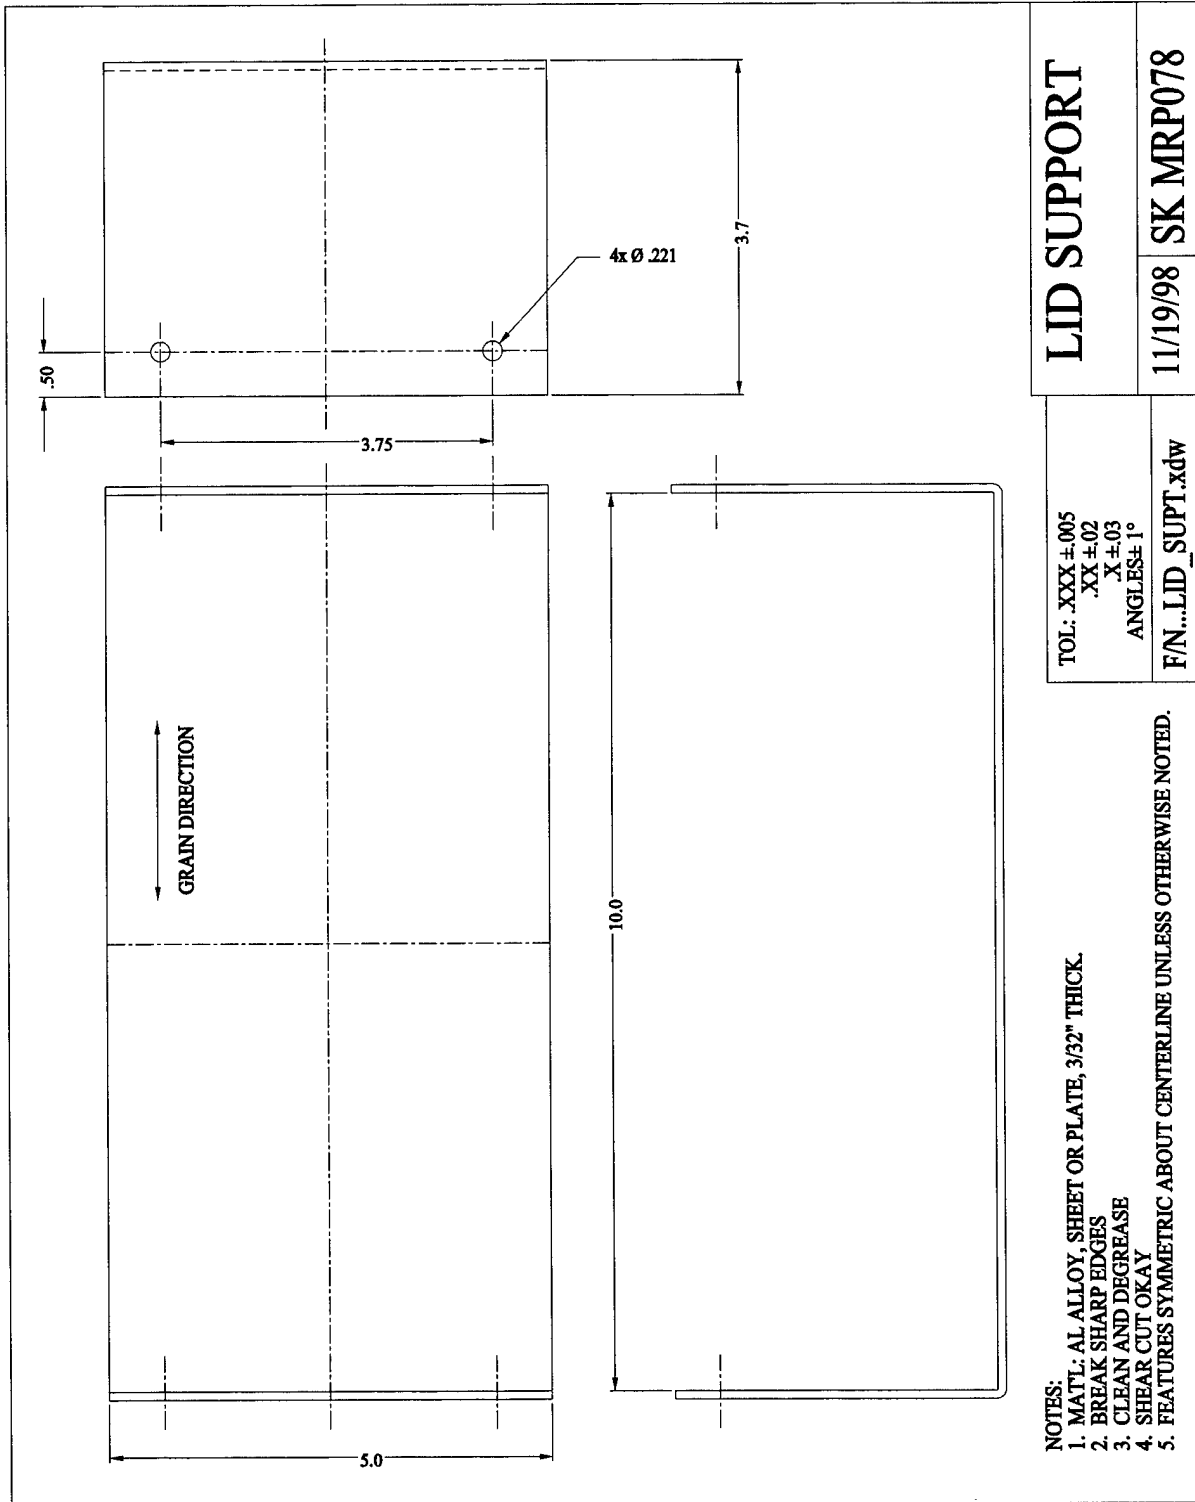 .50
4x Ø .221
3.75
3.7
GRAIN DIRECTION
10.0
5.0
NOTES:
1. MAT'L: AL ALLOY, SHEET OR PLATE, 3/32" THICK.
2. BREAK SHARP EDGES
3. CLEAN AND DEGREASE
4. SHEAR CUT OKAY
5. FEATURES SYMMETRIC ABOUT CENTERLINE UNLESS OTHERWISE NOTED.
TOL: .XXX ±.005
.XX ±.02
.X ±.03
ANGLES± 1°
F/N...LID_SUPT.xdw
LID SUPPORT
11/19/98
SK MRP078